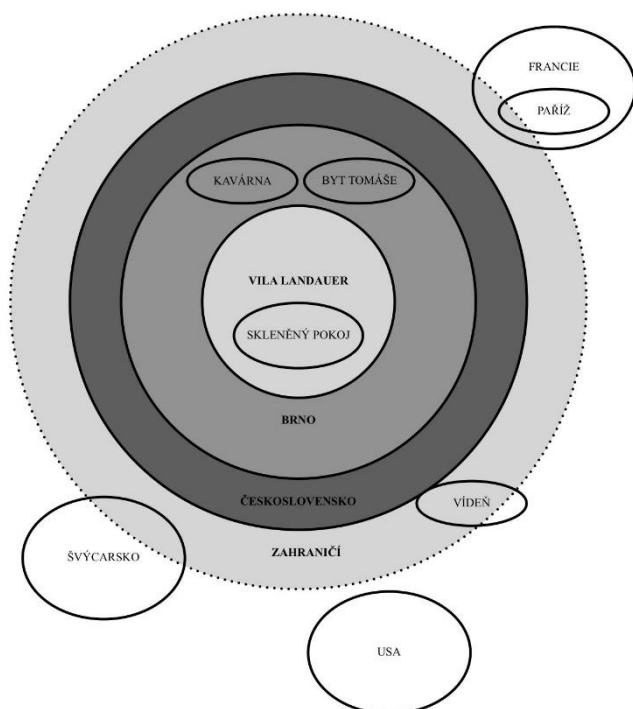 FRANCIE
PAŘÍŽ
KAVÁRNA
BYT TOMÁŠE
VILA LANDAUER
SKLENĚNÝ POKOJ
BRNO
ČESKOSLOVENSKO
VÍDEŇ
ZAHRANIČÍ
ŠVÝCARSKO
USA